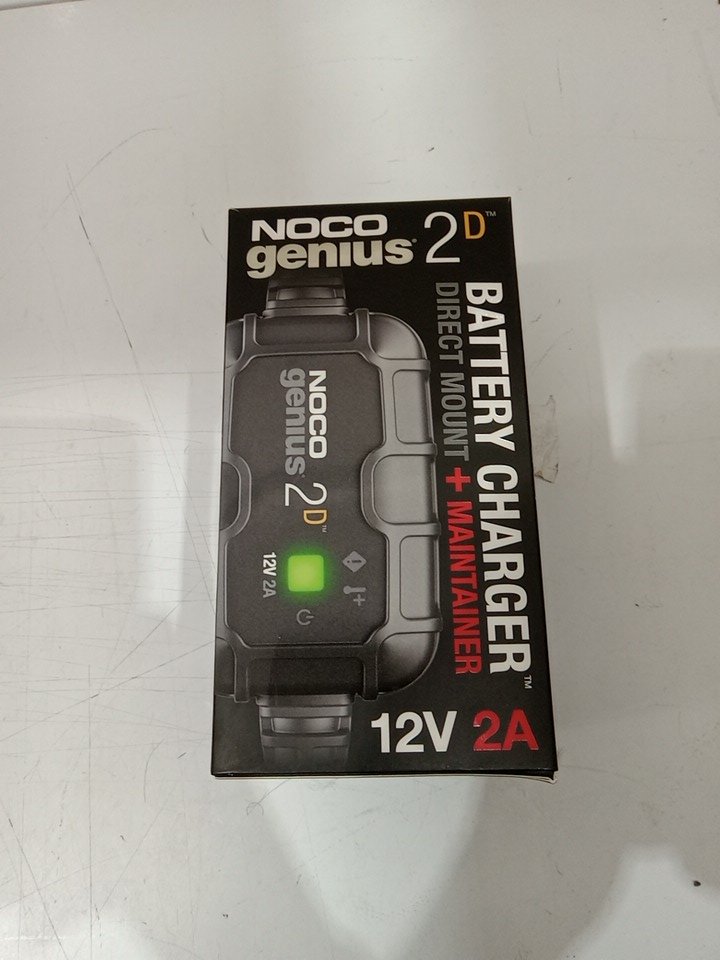 NOCO
genius® 2D™
BATTERY CHARGER™
DIRECT MOUNT + MAINTAINER
NOCO
genius® 2D™
12V 2A
12V 2A